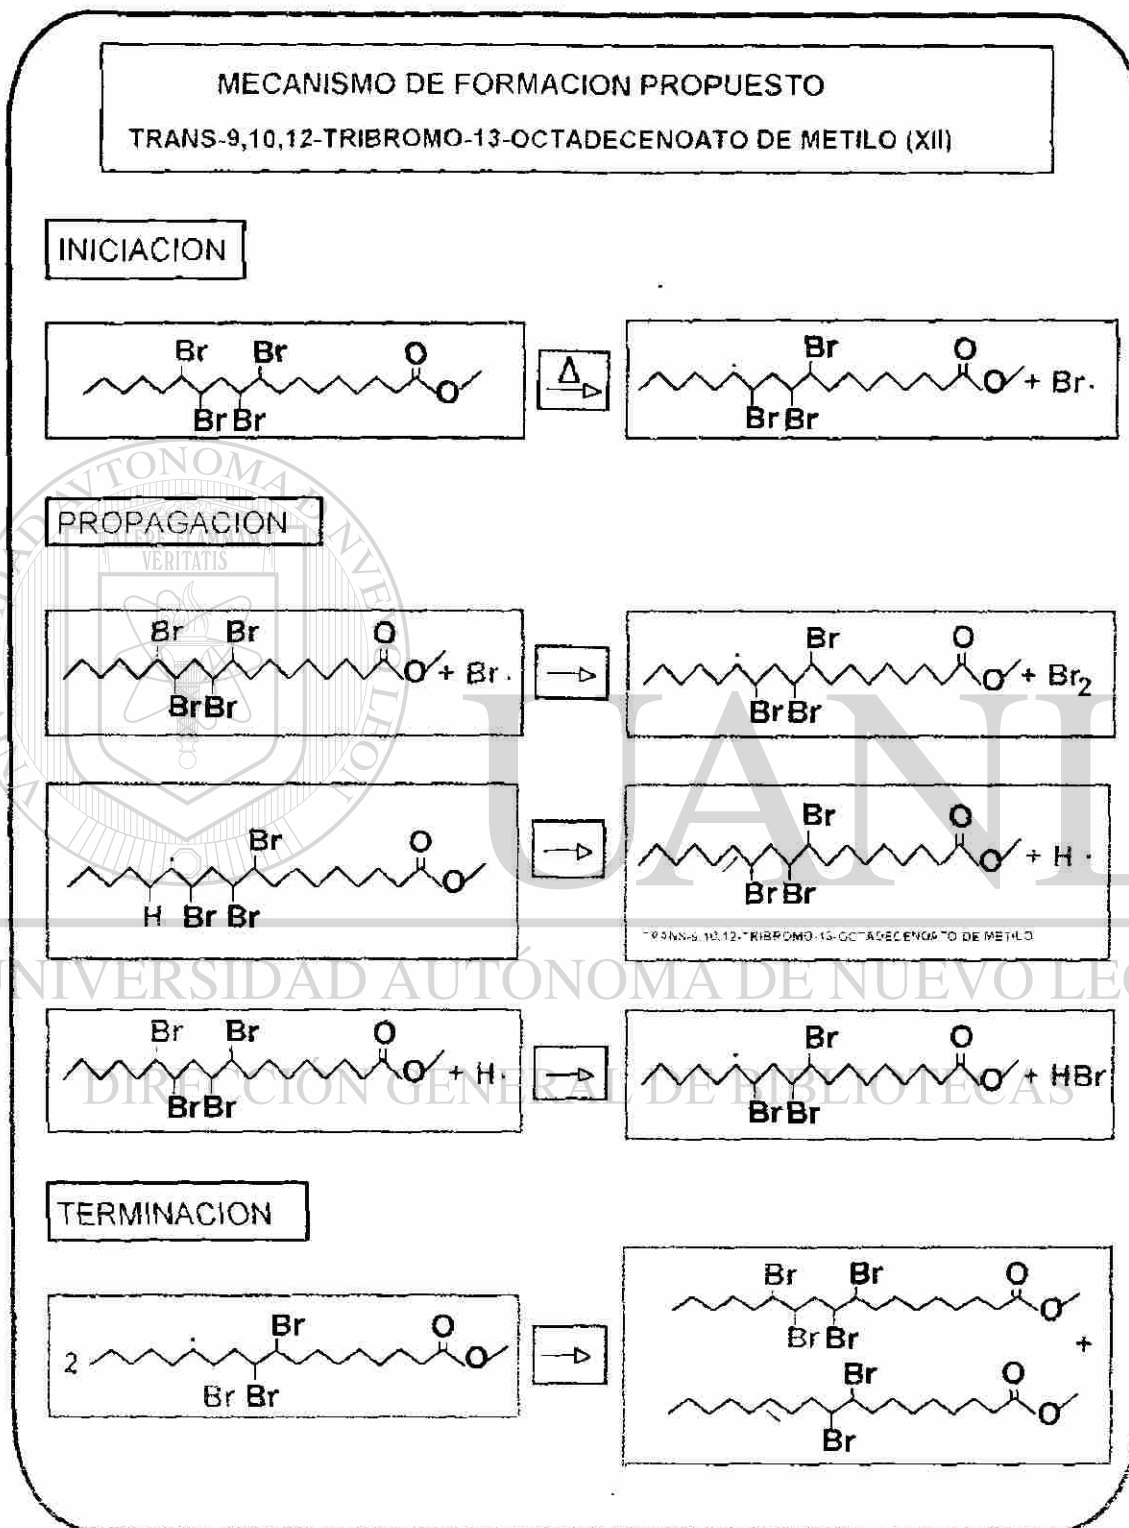 MECANISMO DE FORMACION PROPUESTO
TRANS-9,10,12-TRIBROMO-13-OCTADECENOATO DE METILO (XII)
INICIACION
Br Br O
O
Br Br
Δ
Br O
O + Br·
Br Br
PROPAGACION
Br Br O
O + Br·
Br Br
Br O
O + Br2
Br Br
Br O
O
H Br Br
Br O
O + H·
Br Br
TRANS-9,10,12-TRIBROMO-13-OCTADECENOATO DE METILO
Br Br O
O + H·
Br Br
Br O
O + HBr
Br Br
TERMINACION
2
Br O
O
Br Br
Br Br O
O
Br Br
+
Br O
O
Br
VERITATIS
UANL
UNIVERSIDAD AUTÓNOMA DE NUEVO LEÓ
DIRECCIÓN GENERAL DE BIBLIOTECAS